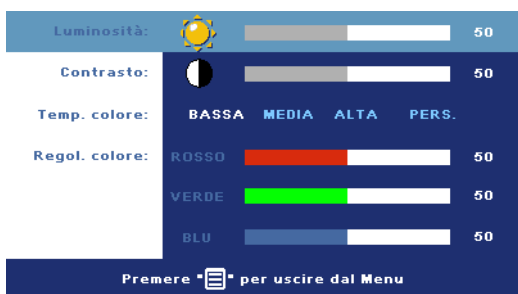 Luminosità: 50
Contrasto: 50
Temp. colore: BASSA MEDIA ALTA PERS.
Regol. colore: ROSSO 50
VERDE 50
BLU 50
Premere "" per uscire dal Menu